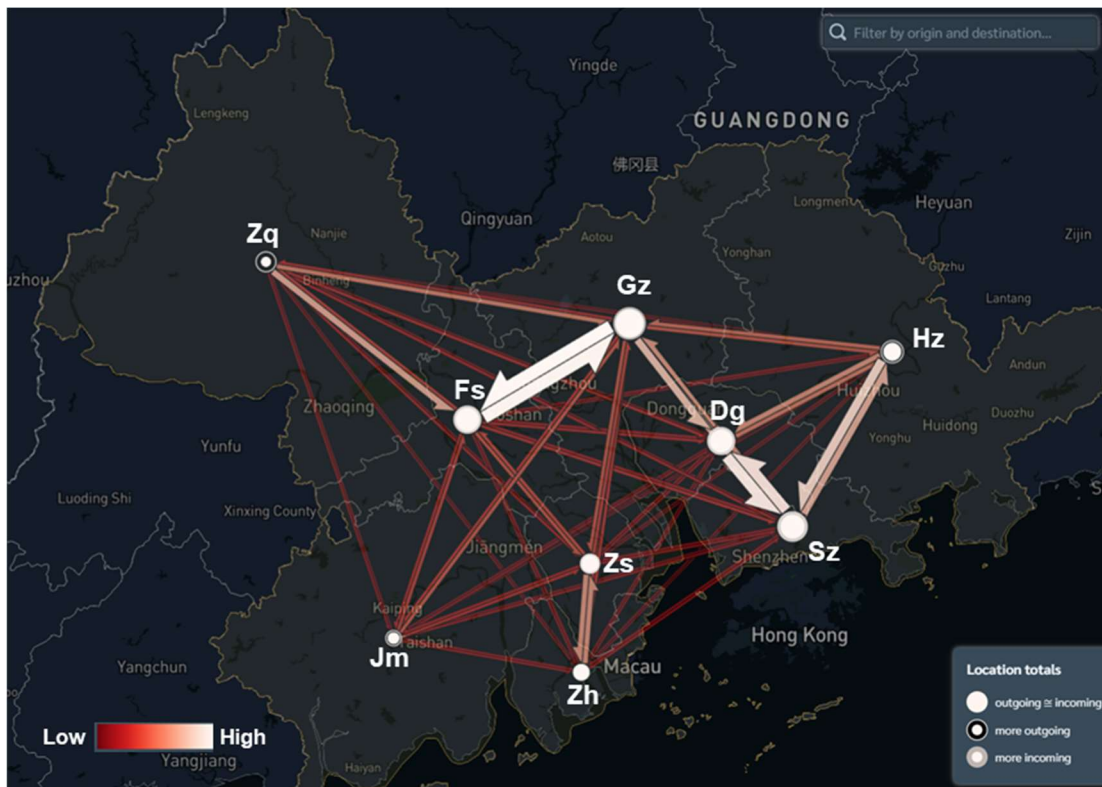 Filter by origin and destination...
Yingde
Lengkeng
GUANGDONG
佛冈县
Longmen
Heyuan
Qingyuan
Zq
Nanjie
Aotou
Yonghan
Zijin
Guzhu
Binheng
uzhou
Gz
Lantang
Hz
Andun
Fs
Dg
Zhaoqing
Huidong
Duozhu
Yonghu
Yunfu
Luoding Shi
Xinxing County
Jiangmen
Zs
Sz
Shenzhen
Kaiping
Taishan
Hong Kong
Jm
Yangchun
Macau
Zh
Location totals
outgoing ≅ incoming
more outgoing
more incoming
Low
High
Yangjiang
Haiyan